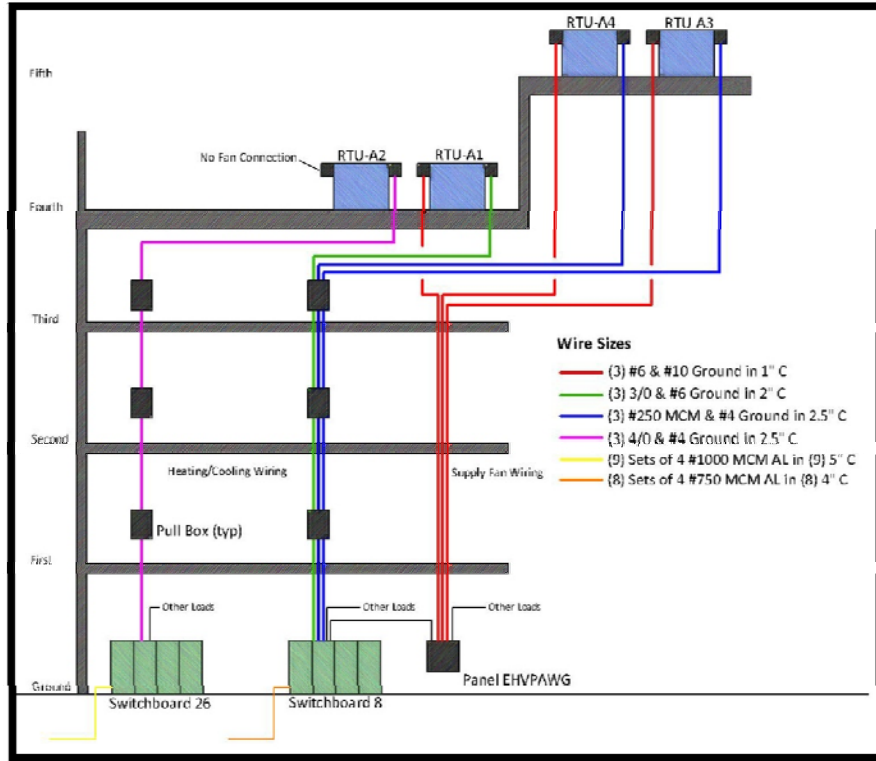 RTU-A4
RTU A3
Fifth
No Fan Connection
RTU-A2
RTU-A1
Fourth
Third
Wire Sizes
(3) #6 & #10 Ground in 1" C
(3) 3/0 & #6 Ground in 2" C
(3) #250 MCM & #4 Ground in 2.5" C
(3) 4/0 & #4 Ground in 2.5" C
(9) Sets of 4 #1000 MCM AL in (9) 5" C
(8) Sets of 4 #750 MCM AL in (8) 4" C
Second
Heating/Cooling Wiring
Supply Fan Wiring
Pull Box (typ)
First
Other Loads
Other Loads
Other Loads
Ground
Switchboard 26
Switchboard 8
Panel EHVPAWG